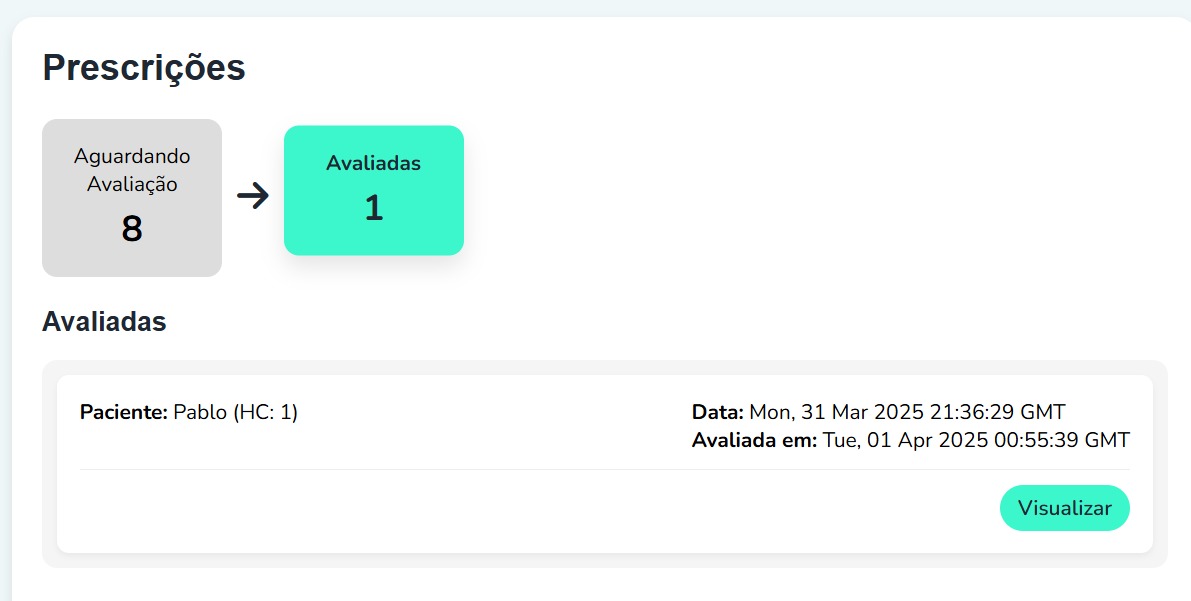 Prescrições
Aguardando
Avaliação
8
Avaliadas
1
Avaliadas
Paciente: Pablo (HC: 1)
Data: Mon, 31 Mar 2025 21:36:29 GMT
Avaliada em: Tue, 01 Apr 2025 00:55:39 GMT
Visualizar